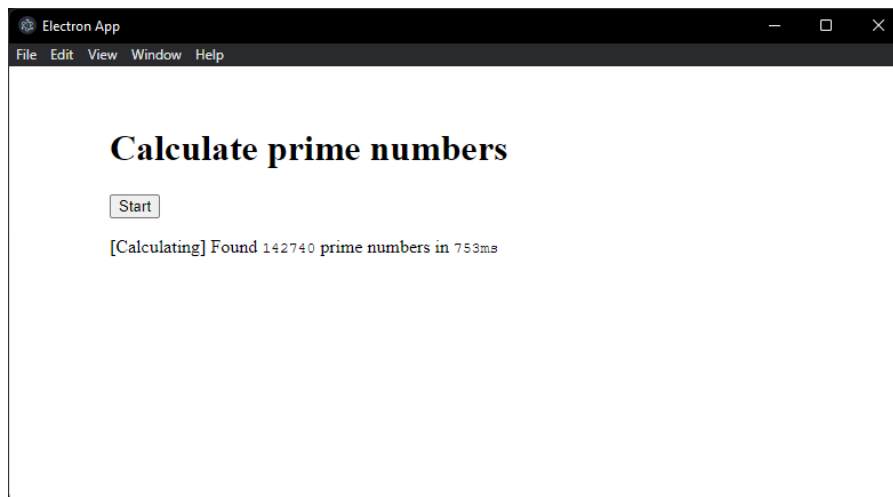 Electron App
File Edit View Window Help
Calculate prime numbers
Start
[Calculating] Found 142740 prime numbers in 753ms